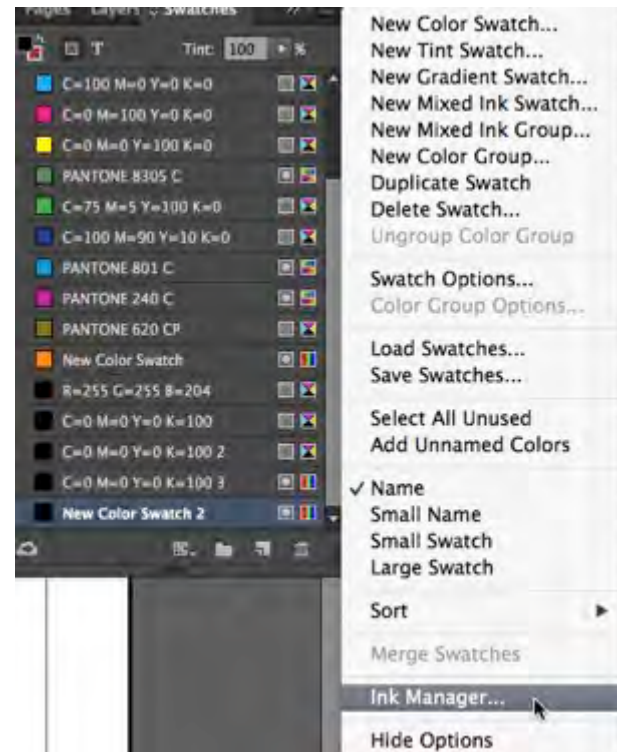 Pages Layers Swatches
T Tint: 100 %
C=100 M=0 Y=0 K=0
C=0 M=100 Y=0 K=0
C=0 M=0 Y=100 K=0
PANTONE 8305 C
C=75 M=5 Y=100 K=0
C=100 M=90 Y=10 K=0
PANTONE 801 C
PANTONE 240 C
PANTONE 620 CP
New Color Swatch
R=255 G=255 B=204
C=0 M=0 Y=0 K=100
C=0 M=0 Y=0 K=100 2
C=0 M=0 Y=0 K=100 3
New Color Swatch 2
New Color Swatch...
New Tint Swatch...
New Gradient Swatch...
New Mixed Ink Swatch...
New Mixed Ink Group...
New Color Group...
Duplicate Swatch
Delete Swatch...
Ungroup Color Group
Swatch Options...
Color Group Options...
Load Swatches...
Save Swatches...
Select All Unused
Add Unnamed Colors
✓ Name
Small Name
Small Swatch
Large Swatch
Sort
Merge Swatches
Ink Manager...
Hide Options